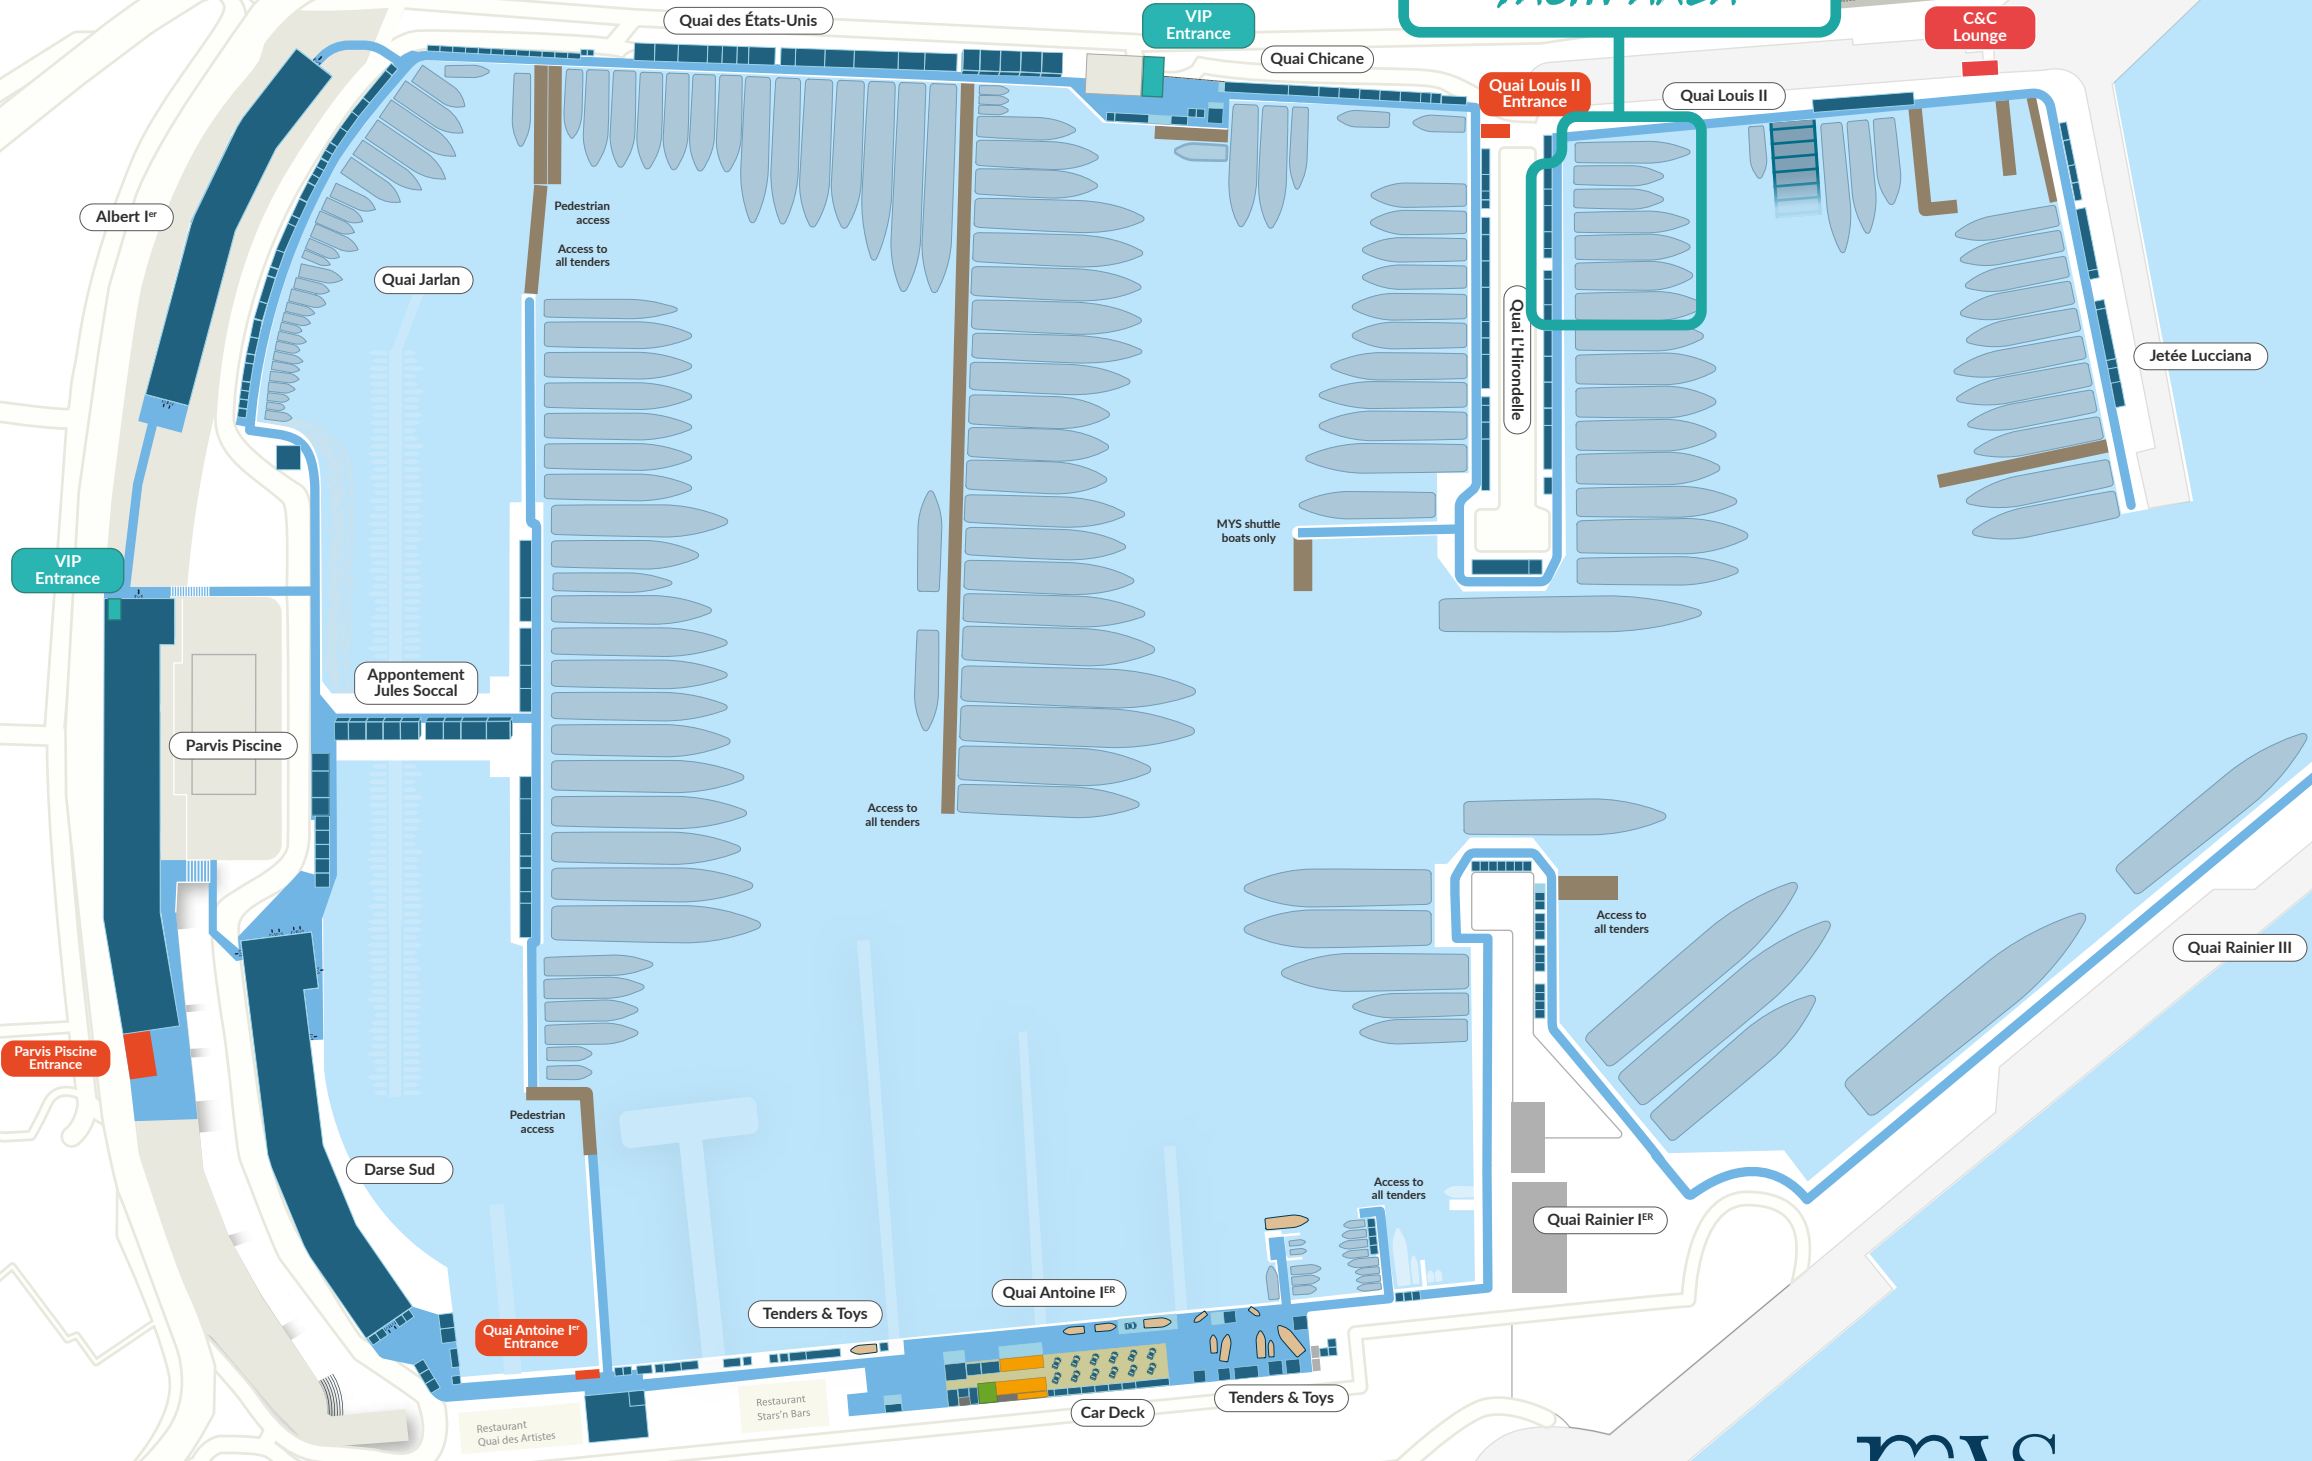 Quai des États-Unis
VIP
Entrance
C&C
Lounge
Quai Chicane
Quai Louis II
Entrance
Quai Louis II
Albert Ier
Pedestrian
access
Access to
all tenders
Quai Jarlan
Quai L'Hirondelle
Jetée Lucciana
MYS shuttle
boats only
VIP
Entrance
Appontement
Jules Soccal
Parvis Piscine
Access to
all tenders
Access to
all tenders
Quai Rainier III
Parvis Piscine
Entrance
Pedestrian
access
Darse Sud
Access to
all tenders
Quai Rainier IER
Quai Antoine IER
Tenders & Toys
Quai Antoine Ier
Entrance
Restaurant
Stars'n Bars
Tenders & Toys
Car Deck
Restaurant
Quai des Artistes
mys